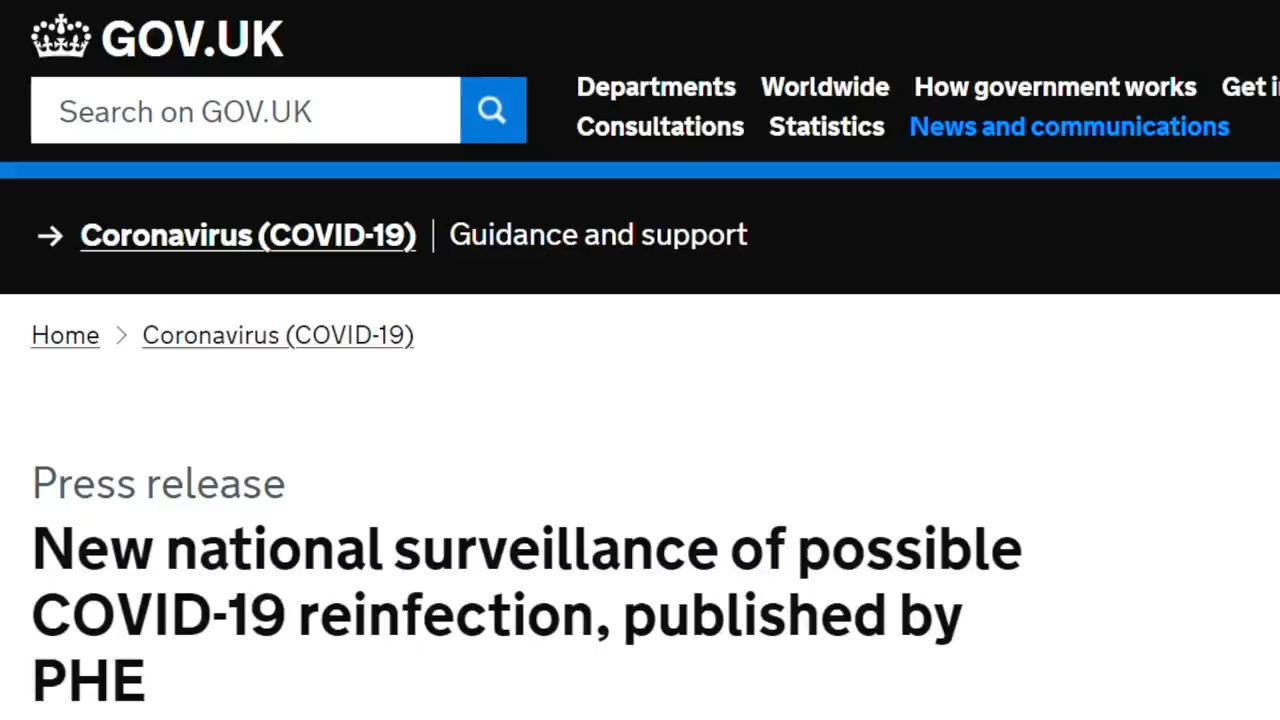 GOV.UK
Search on GOV.UK
Departments Worldwide How government works Get
Consultations Statistics News and communications
→ Coronavirus (COVID-19) | Guidance and support
Home > Coronavirus (COVID-19)
Press release
New national surveillance of possible
COVID-19 reinfection, published by
PHE